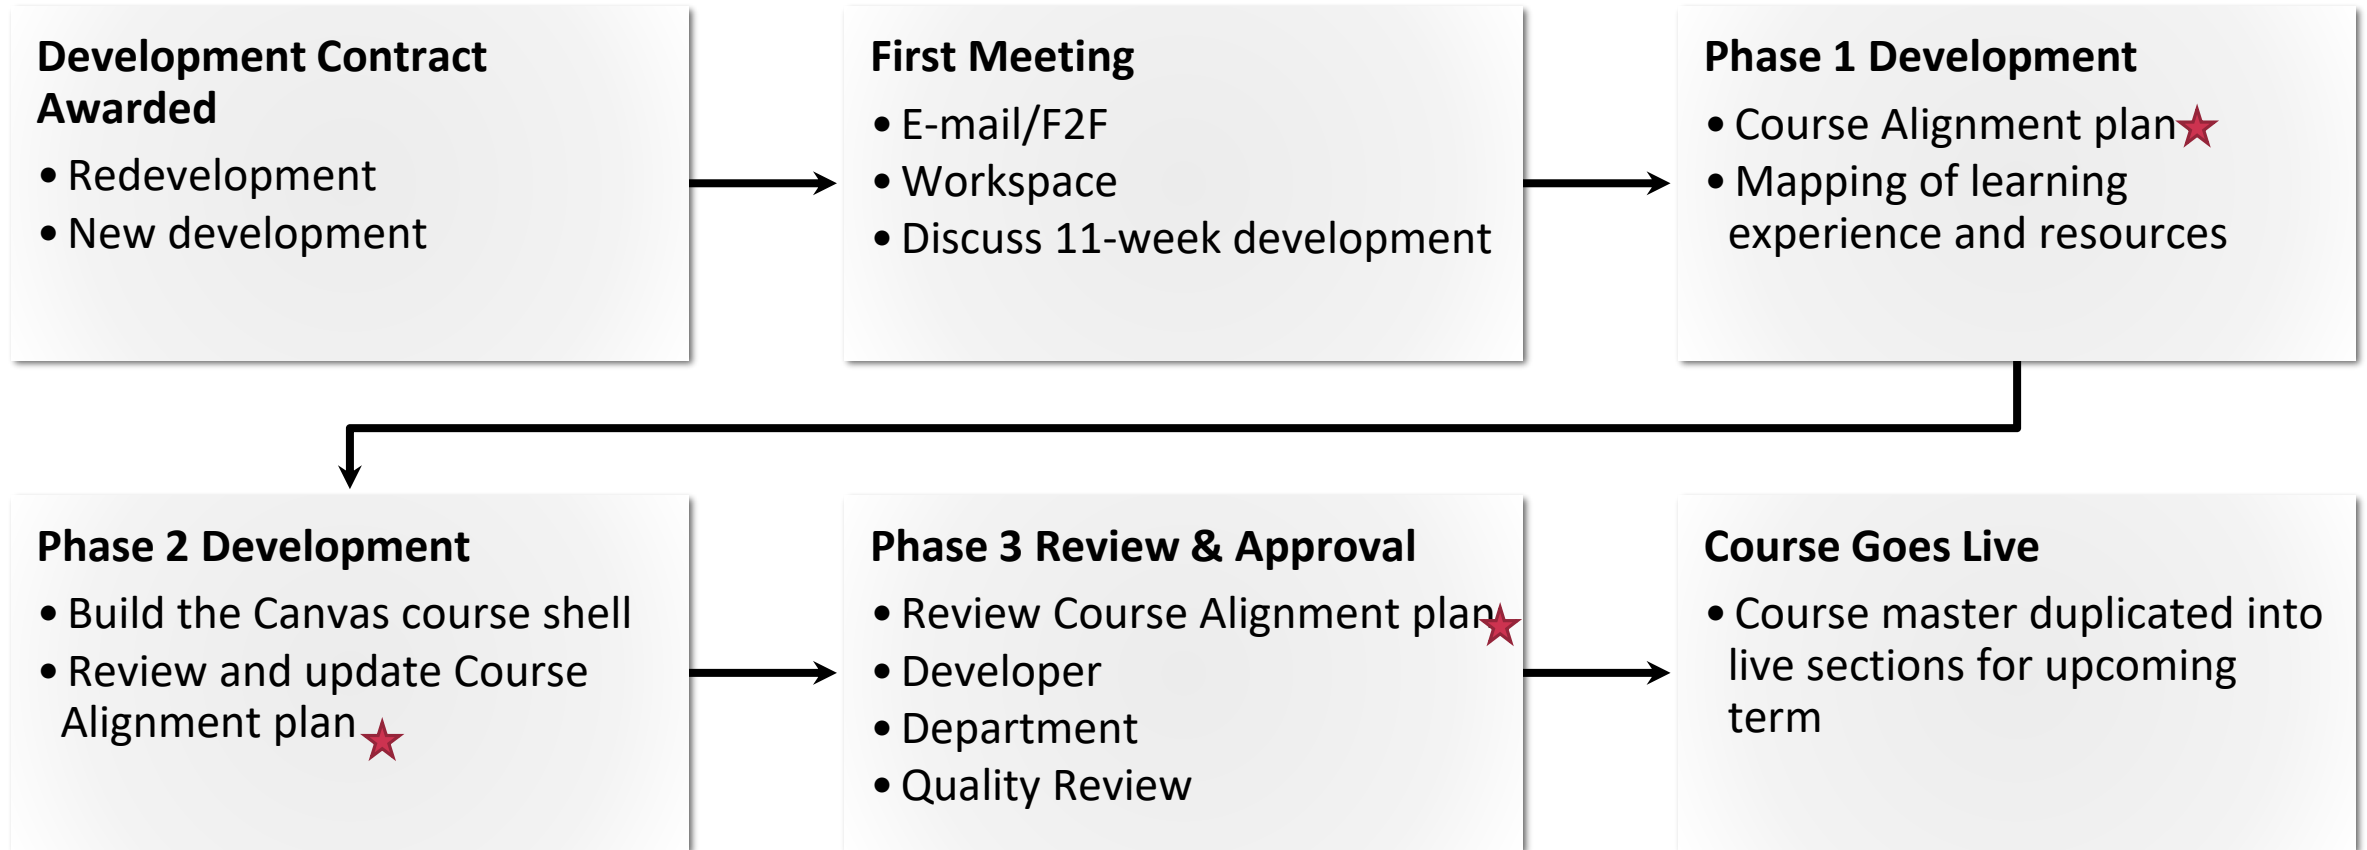 Development Contract
Awarded
• Redevelopment
• New development
First Meeting
• E-mail/F2F
• Workspace
• Discuss 11-week development
Phase 1 Development
• Course Alignment plan
• Mapping of learning
experience and resources
Phase 2 Development
• Build the Canvas course shell
• Review and update Course
Alignment plan
Phase 3 Review & Approval
• Review Course Alignment plan
• Developer
• Department
• Quality Review
Course Goes Live
• Course master duplicated into
live sections for upcoming
term